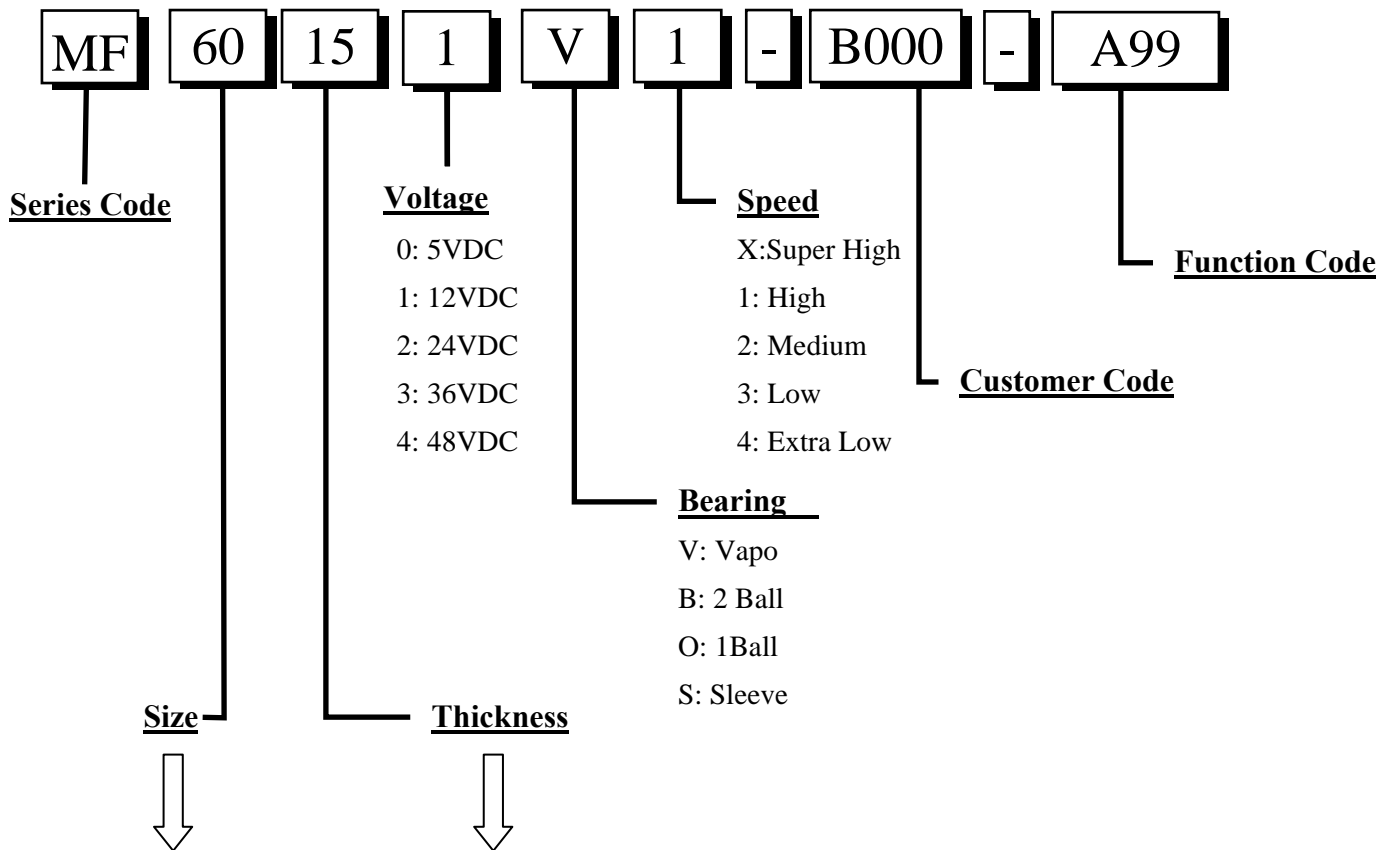 MF 60 15 1 V 1 - B000 - A99
Series Code
Voltage
0: 5VDC
1: 12VDC
2: 24VDC
3: 36VDC
4: 48VDC
Speed
X:Super High
1: High
2: Medium
3: Low
4: Extra Low
Function Code
Customer Code
Bearing
V: Vapo
B: 2 Ball
O: 1Ball
S: Sleeve
Size
Thickness